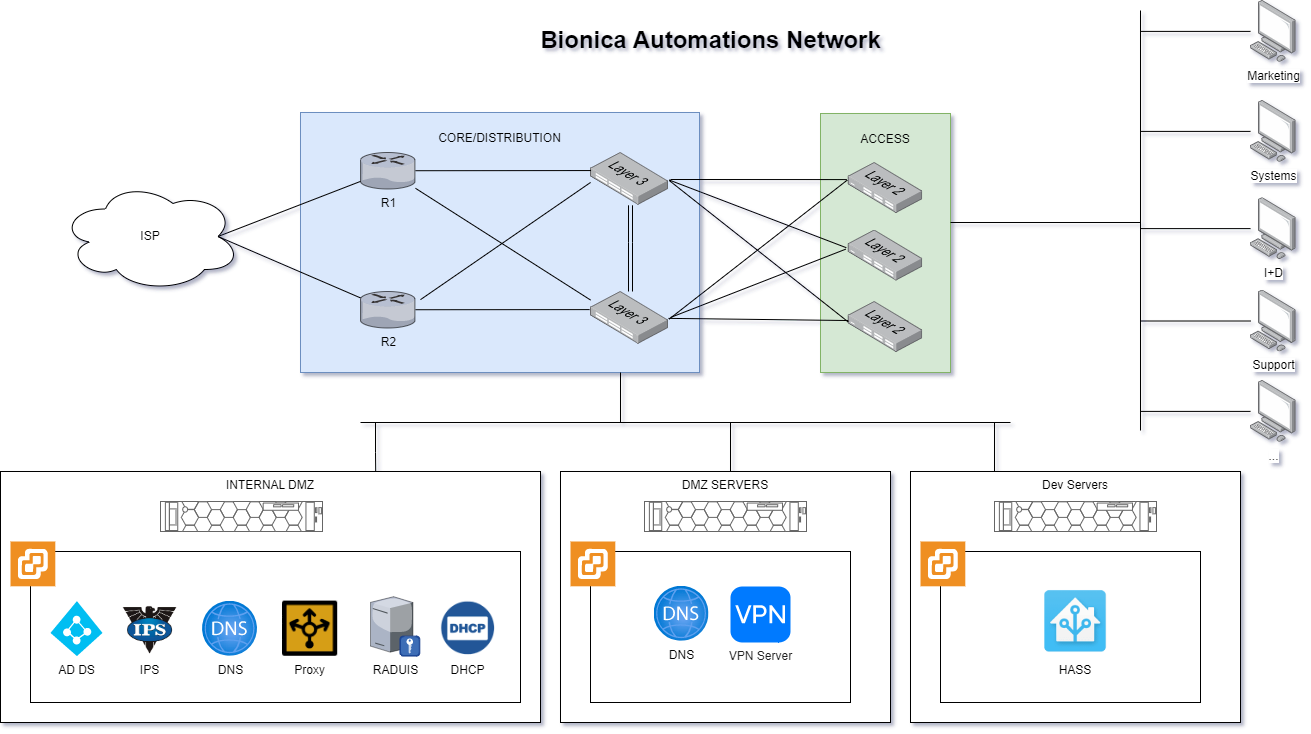 Bionica Automations Network
CORE/DISTRIBUTION
ACCESS
ISP
R1
R2
Layer 3
Layer 3
Layer 2
Layer 2
Layer 2
Marketing
Systems
I+D
Support
...
INTERNAL DMZ
AD DS
IPS
IPS
DNS
DNS
Proxy
RADUIS
DHCP
DHCP
DMZ SERVERS
DNS
DNS
VPN
VPN Server
Dev Servers
HASS